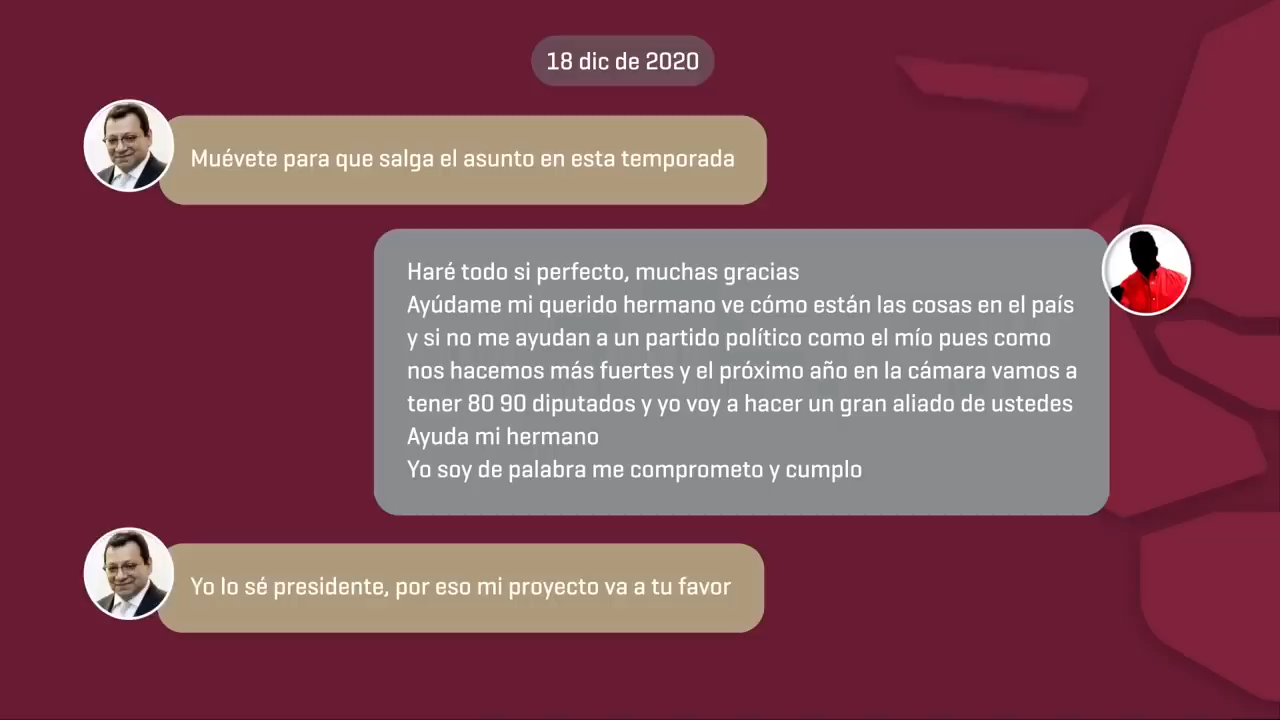 18 dic de 2020
Muévete para que salga el asunto en esta temporada
Haré todo si perfecto, muchas gracias
Ayúdame mi querido hermano ve cómo están las cosas en el país
y si no me ayudan a un partido político como el mío pues como
nos hacemos más fuertes y el próximo año en la cámara vamos a
tener 80 90 diputados y yo voy a hacer un gran aliado de ustedes
Ayuda mi hermano
Yo soy de palabra me comprometo y cumplo
Yo lo sé presidente, por eso mi proyecto va a tu favor